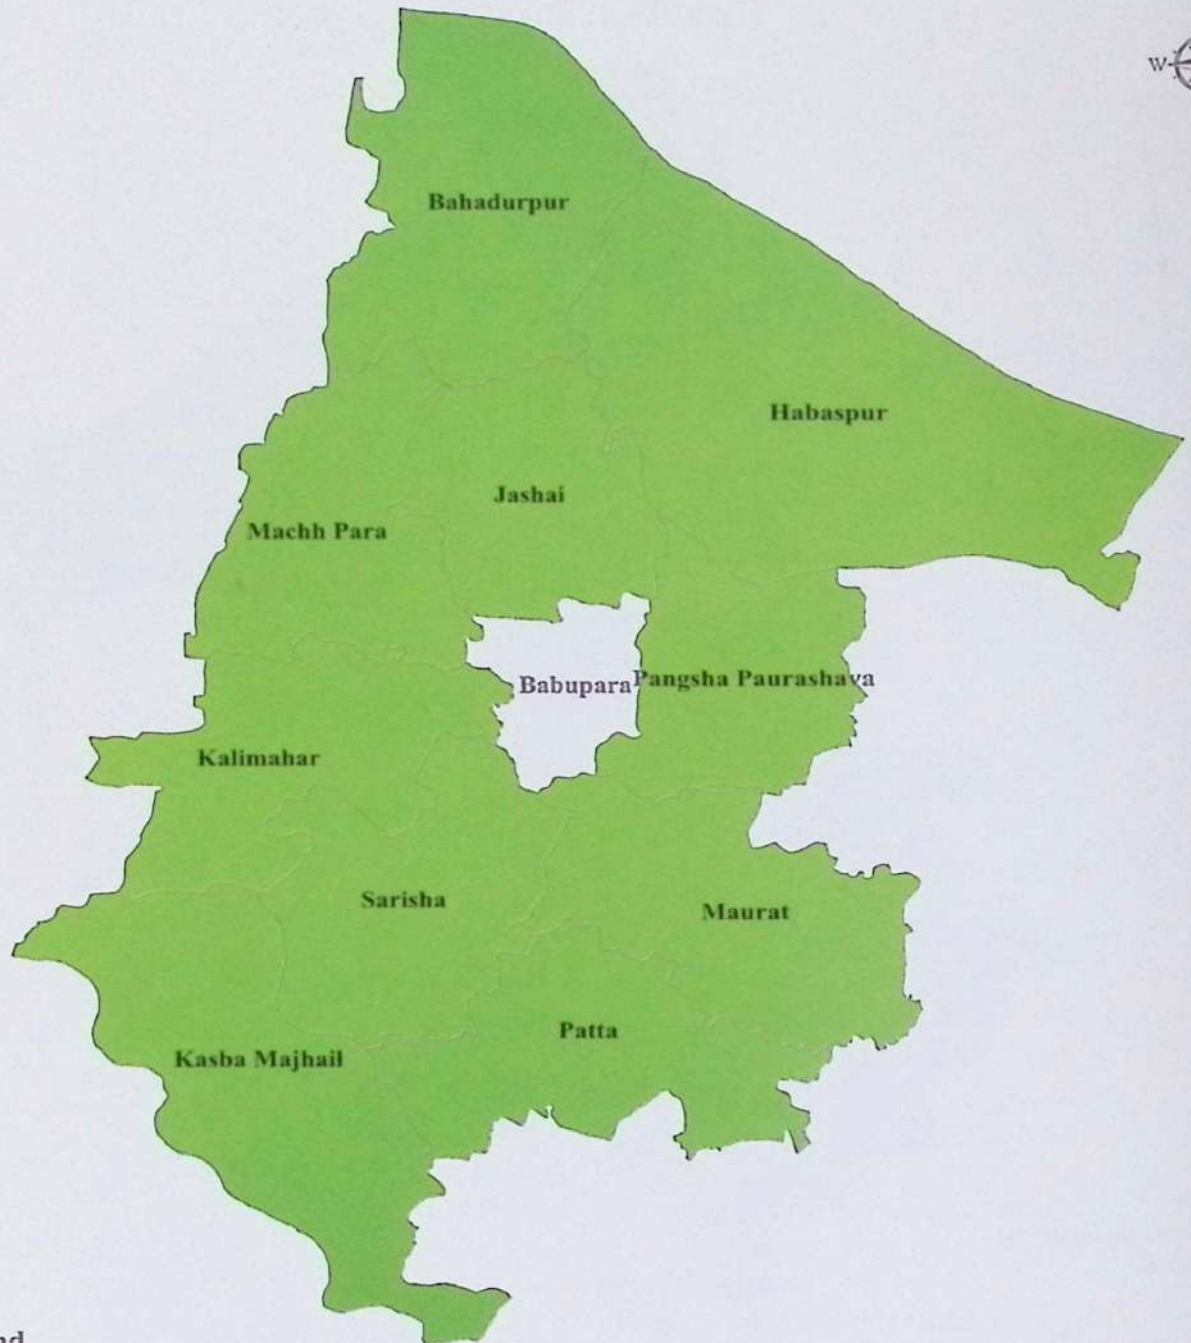 W
Bahadurpur
Habaspur
Jashai
Machh Para
Babupara
Pangsha Paurashava
Kalimahar
Sarisha
Maurat
Patta
Kasba Majhail